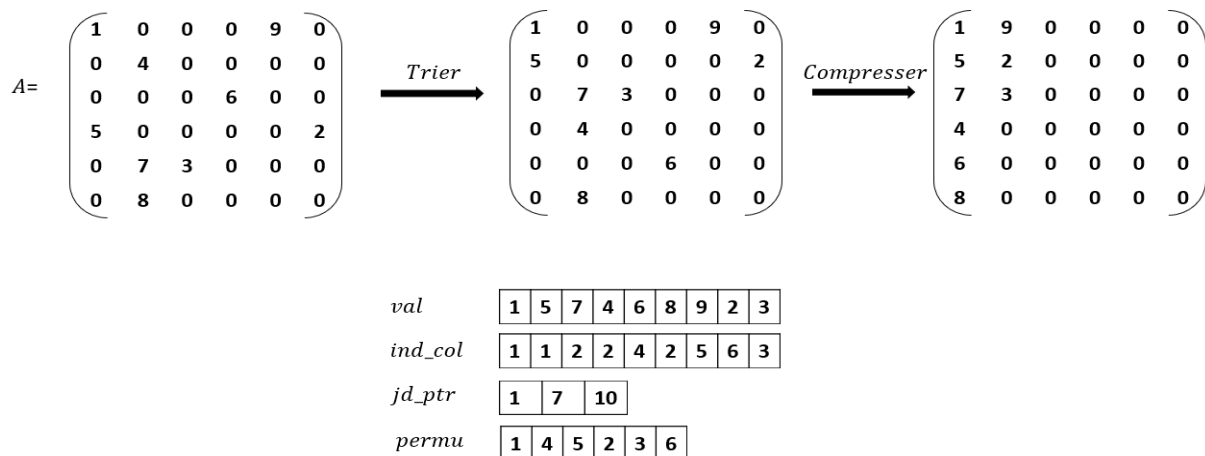 1 0 0 0 9 0 1 0 0 0 9 0 1 9 0 0 0 0
0 4 0 0 0 0 Trier 5 0 0 0 0 2 Compresser 5 2 0 0 0 0
A= 0 0 0 6 0 0 0 7 3 0 0 0 7 3 0 0 0 0
5 0 0 0 0 2 0 4 0 0 0 0 4 0 0 0 0 0
0 7 3 0 0 0 0 0 0 6 0 0 6 0 0 0 0 0
0 8 0 0 0 0 0 8 0 0 0 0 8 0 0 0 0 0
val 1 5 7 4 6 8 9 2 3
ind_col 1 1 2 2 4 2 5 6 3
jd_ptr 1 7 10
permu 1 4 5 2 3 6